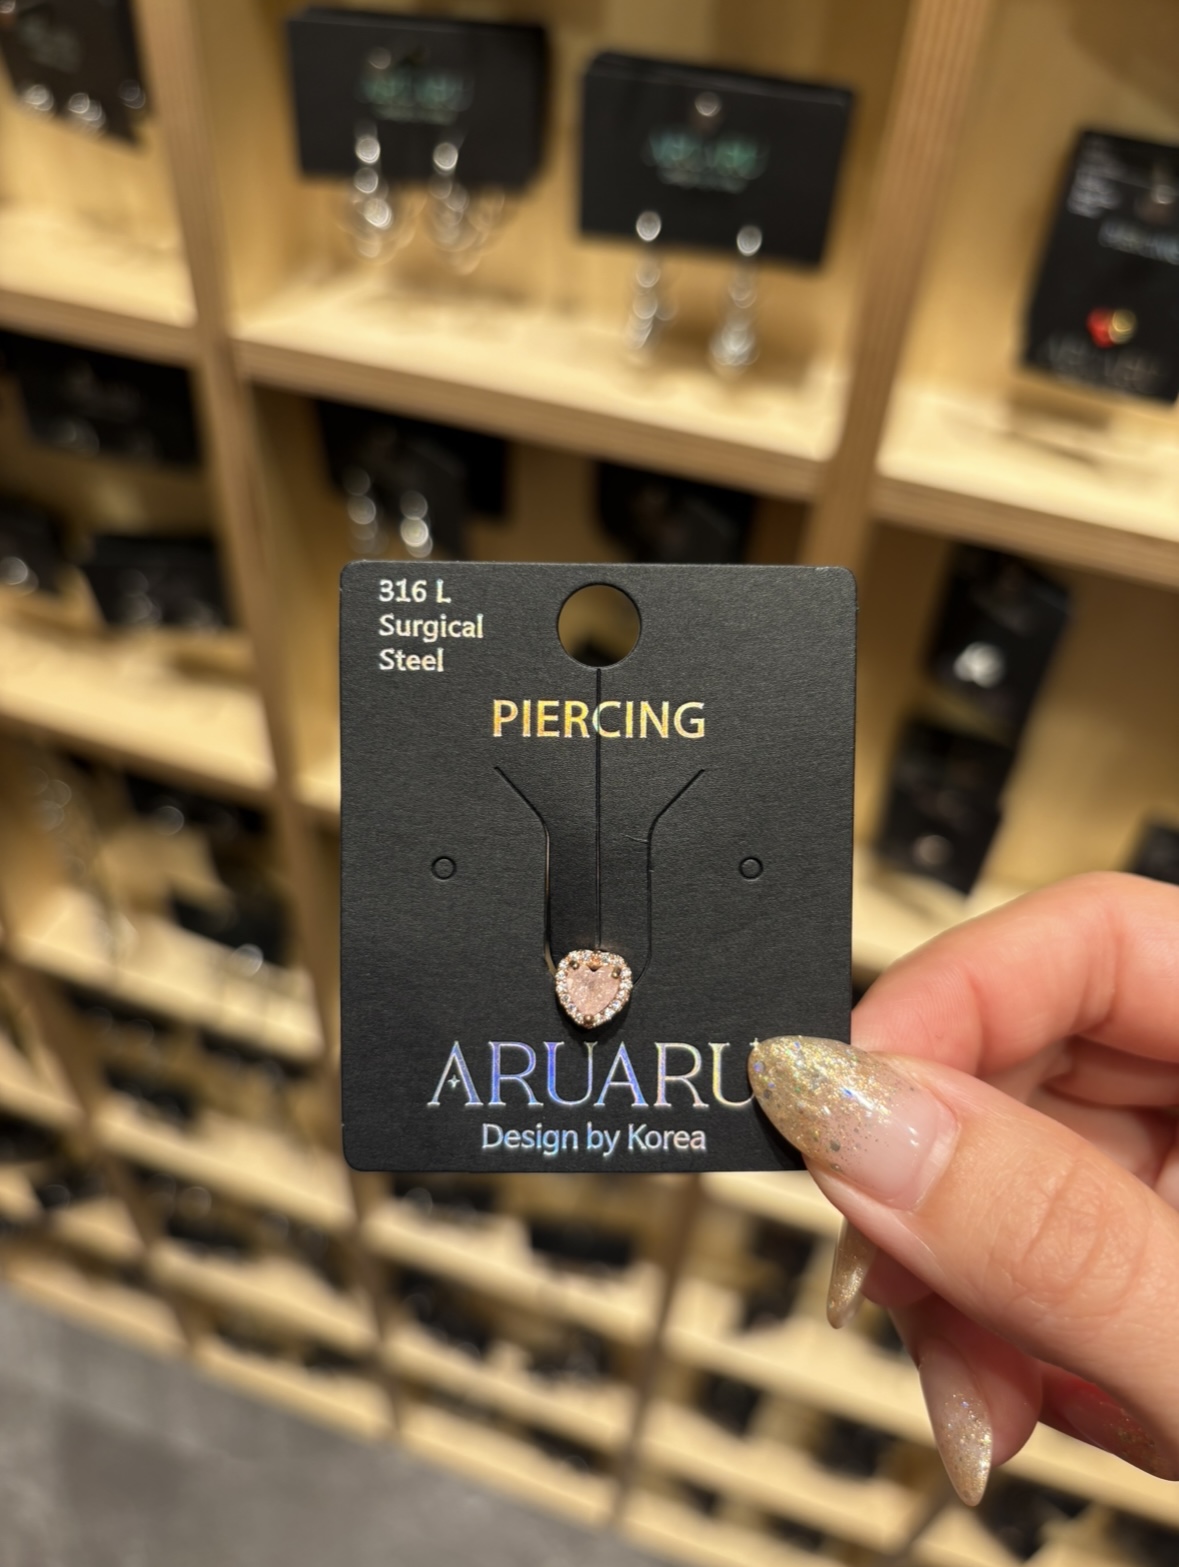 316 L
Surgical
Steel
PIERCING
ARUARU
Design by Korea